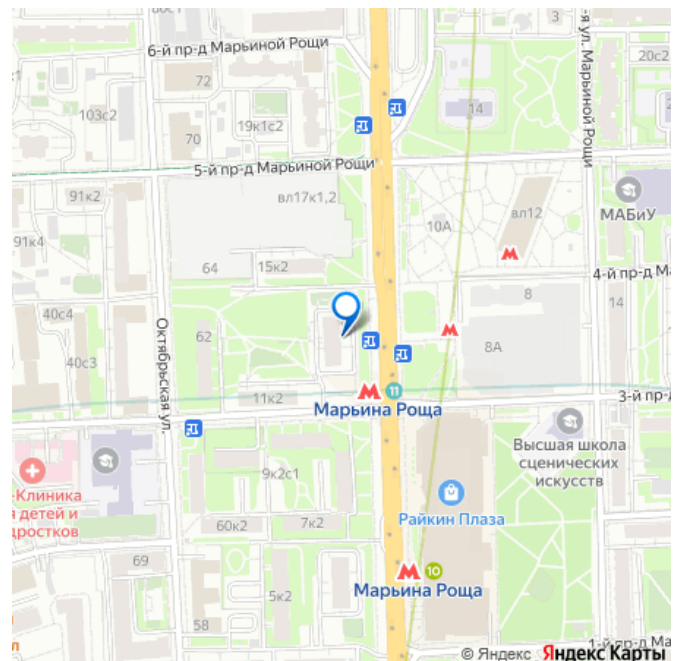 6-й пр-д Марьиной Рощи
20с2
72
103с2
14
19к1с2
70
-я ул. Марьиной Рощи
5-й пр-д Марьиной Рощи
91к2
вл17к1,2
МАБиУ
вл12
10А
91к4
64
15к2
4-й пр-д М
8
14
40с4
62
8А
40с3
Октябрьская ул.
11к2
11
3-й пр-
Марьина Роща
Высшая школа
сценических
искусств
-Клиника
я детей и
дростков
9к2с1
Райкин Плаза
60к2
7к2
69
10
Марьина Роща
5к2
58
л
1-й пр-д Ма
© Яндекс Яндекс Карты